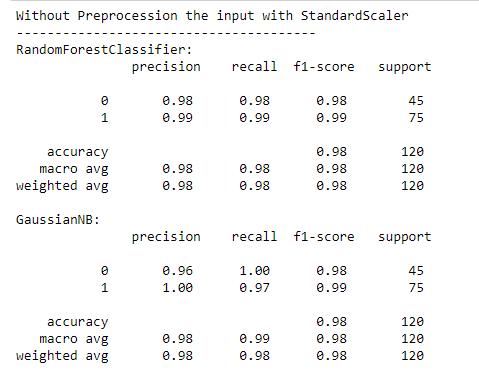 Without Preprocession the input with StandardScaler
--------------------------------------
RandomForestClassifier:
precision recall f1-score support
0 0.98 0.98 0.98 45
1 0.99 0.99 0.99 75
accuracy 0.98 120
macro avg 0.98 0.98 0.98 120
weighted avg 0.98 0.98 0.98 120
GaussianNB:
precision recall f1-score support
0 0.96 1.00 0.98 45
1 1.00 0.97 0.99 75
accuracy 0.98 120
macro avg 0.98 0.99 0.98 120
weighted avg 0.98 0.98 0.98 120